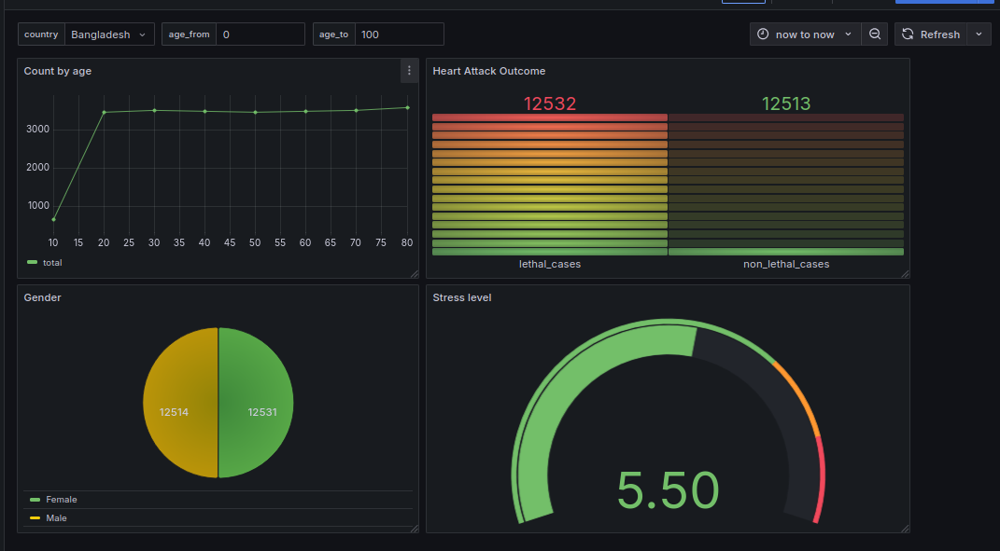 country Bangladesh age_from 0 age_to 100 now to now Refresh
Count by age
3000
2000
1000
10 15 20 25 30 35 40 45 50 55 60 65 70 75 80
total
Heart Attack Outcome
12532 12513
lethal_cases non_lethal_cases
Gender
12514 12531
Female
Male
Stress level
5.50